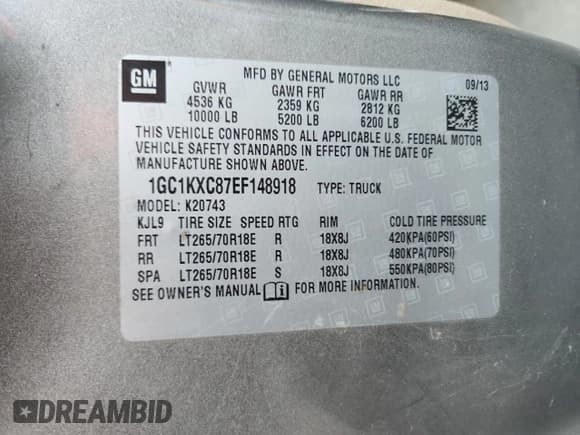 GM
MFD BY GENERAL MOTORS LLC
09/13
GVWR GAWR FRT GAWR RR
4536 KG 2359 KG 2812 KG
10000 LB 5200 LB 6200 LB
THIS VEHICLE CONFORMS TO ALL APPLICABLE U.S. FEDERAL MOTOR
VEHICLE SAFETY STANDARDS IN EFFECT ON THE DATE OF
MANUFACTURE SHOWN ABOVE.
1GC1KXC87EF148918 TYPE: TRUCK
MODEL: K20743
KJL9 TIRE SIZE SPEED RTG RIM COLD TIRE PRESSURE
FRT LT265/70R18E R 18X8J 420KPA(60PSI)
RR LT265/70R18E R 18X8J 480KPA(70PSI)
SPA LT265/70R18E S 18X8J 550KPA(80PSI)
SEE OWNER'S MANUAL FOR MORE INFORMATION.
DREAMBID